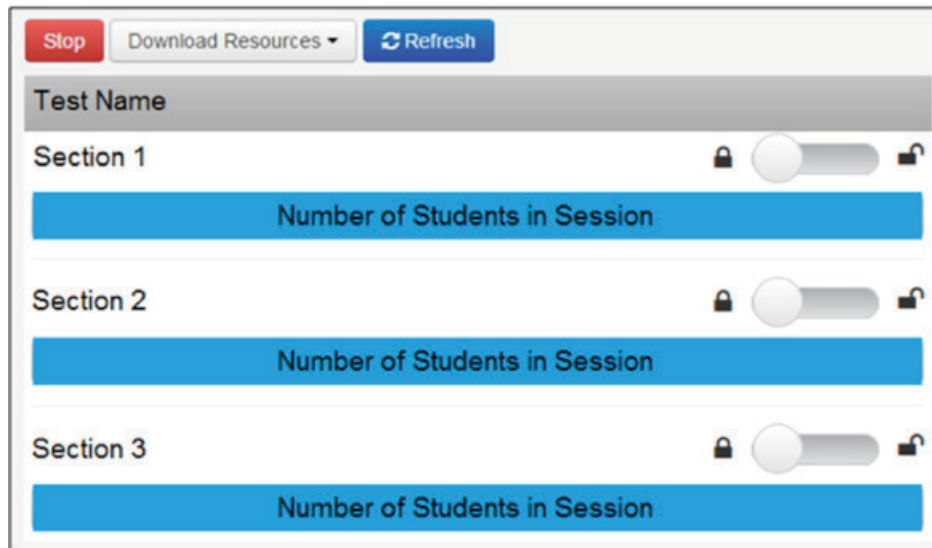 Stop Download Resources Refresh
Test Name
Section 1
Number of Students in Session
Section 2
Number of Students in Session
Section 3
Number of Students in Session